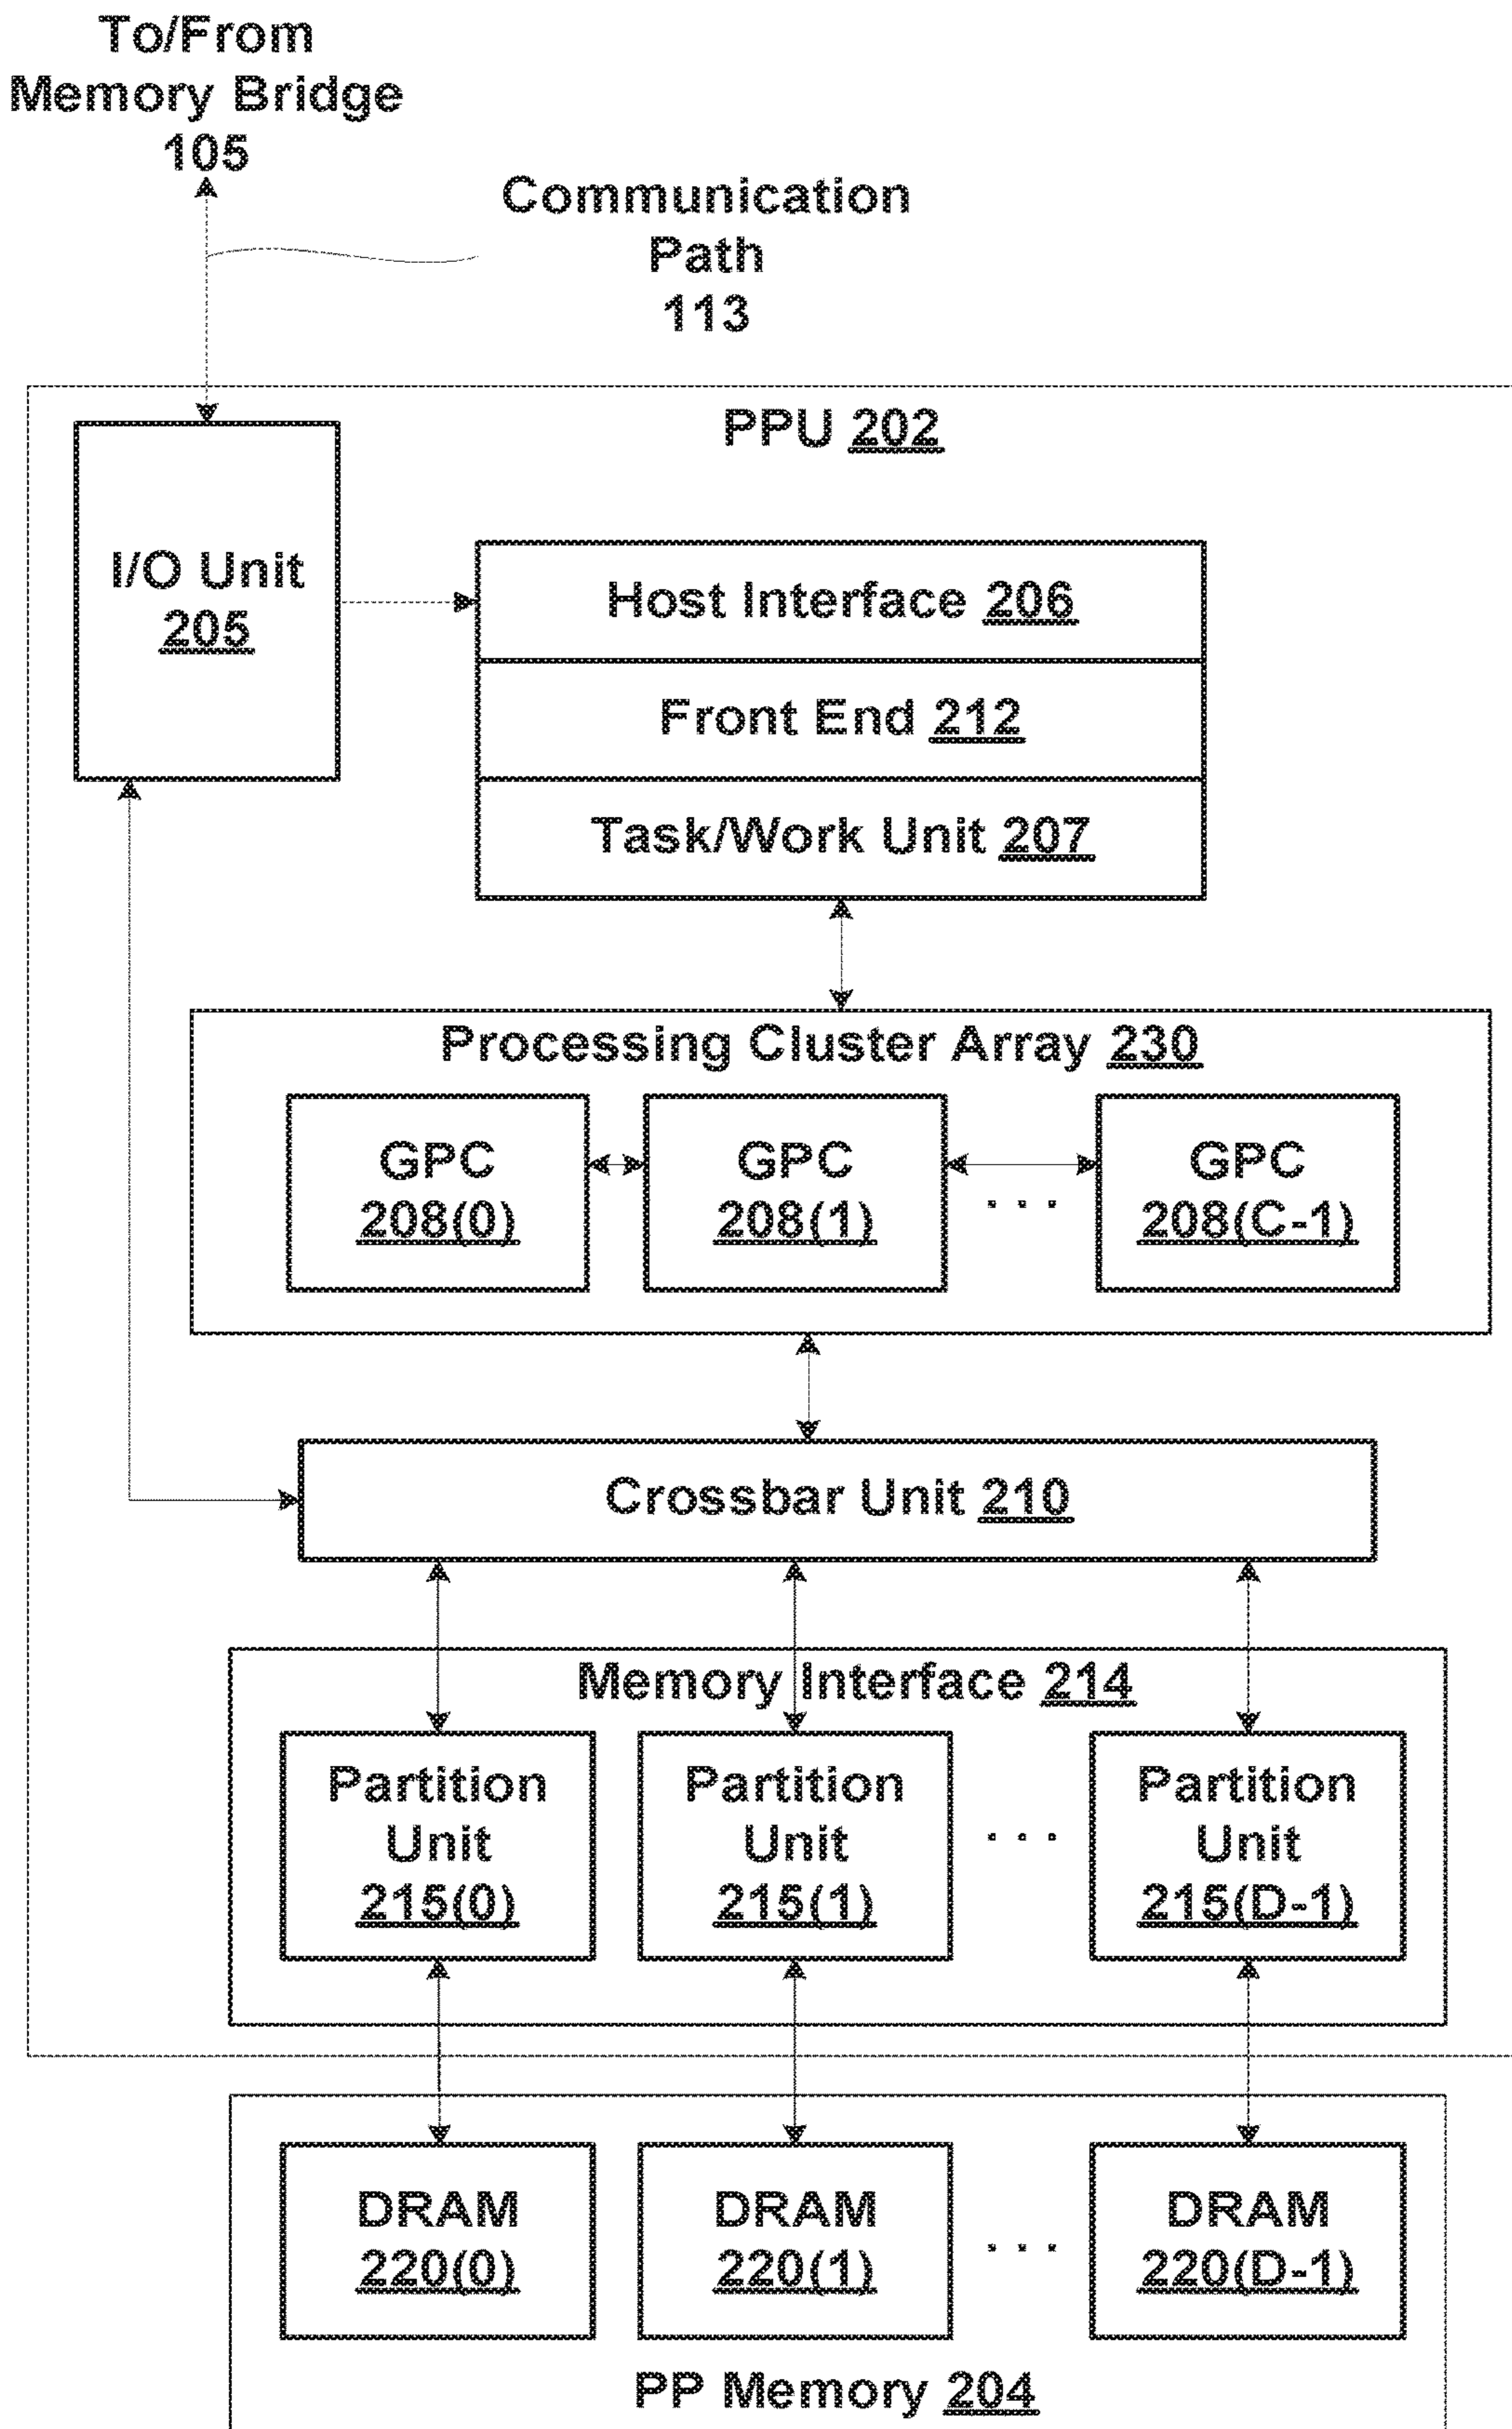 To/From
Memory Bridge
105
Communication
Path
113
PPU 202
I/O Unit
205
Host Interface 206
Front End 212
Task/Work Unit 207
Processing Cluster Array 230
GPC
208(0)
GPC
208(1)
. . .
GPC
208(C-1)
Crossbar Unit 210
Memory Interface 214
Partition
Unit
215(0)
Partition
Unit
215(1)
. . .
Partition
Unit
215(D-1)
DRAM
220(0)
DRAM
220(1)
. . .
DRAM
220(D-1)
PP Memory 204